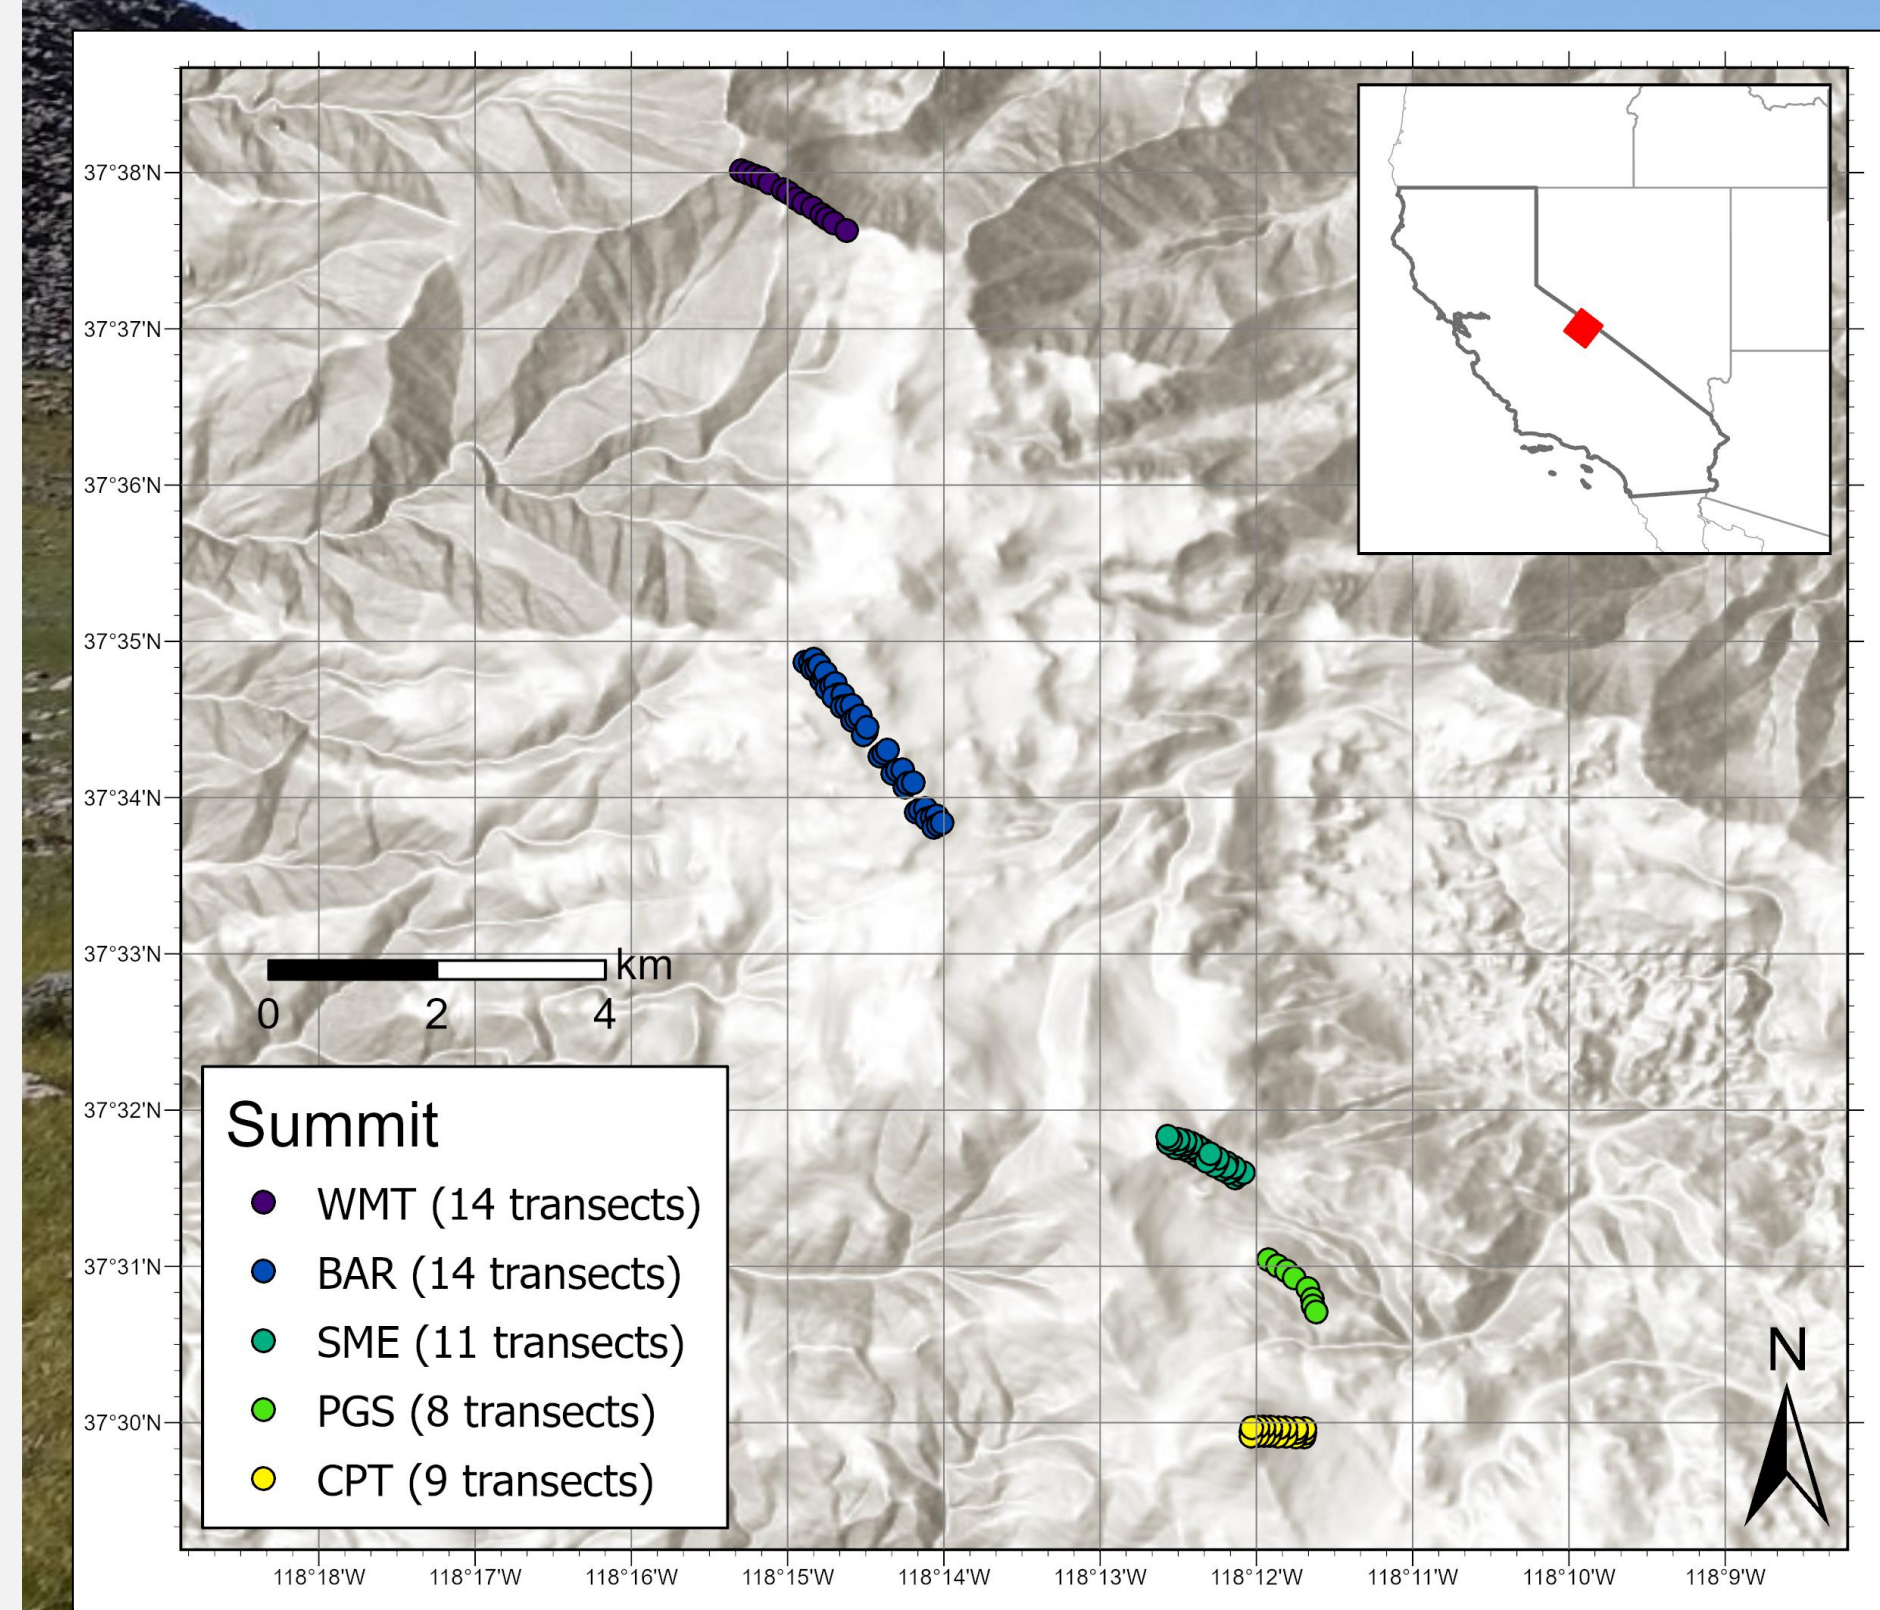 37°38'N
37°37'N
37°36'N
37°35'N
37°34'N
37°33'N
km
0 2 4
37°32'N
Summit
WMT (14 transects)
BAR (14 transects)
SME (11 transects)
PGS (8 transects)
CPT (9 transects)
37°31'N
N
37°30'N
118°18'W 118°17'W 118°16'W 118°15'W 118°14'W 118°13'W 118°12'W 118°11'W 118°10'W 118°9'W